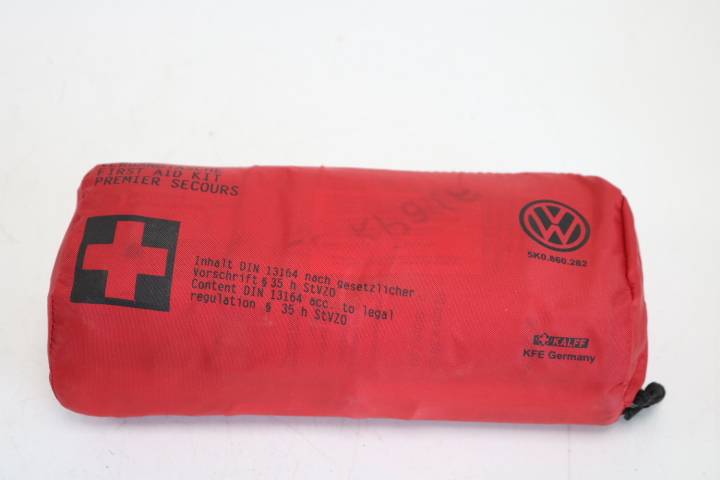 FIRST AID KIT
PREMIER SECOURS
Inhalt DIN 13164 nach gesetzlicher
Vorschrift § 35 h StVZO
Content DIN 13164 acc. to legal
regulation § 35 h StVZO
VW
5K0.860.282
KALFF
KFE Germany